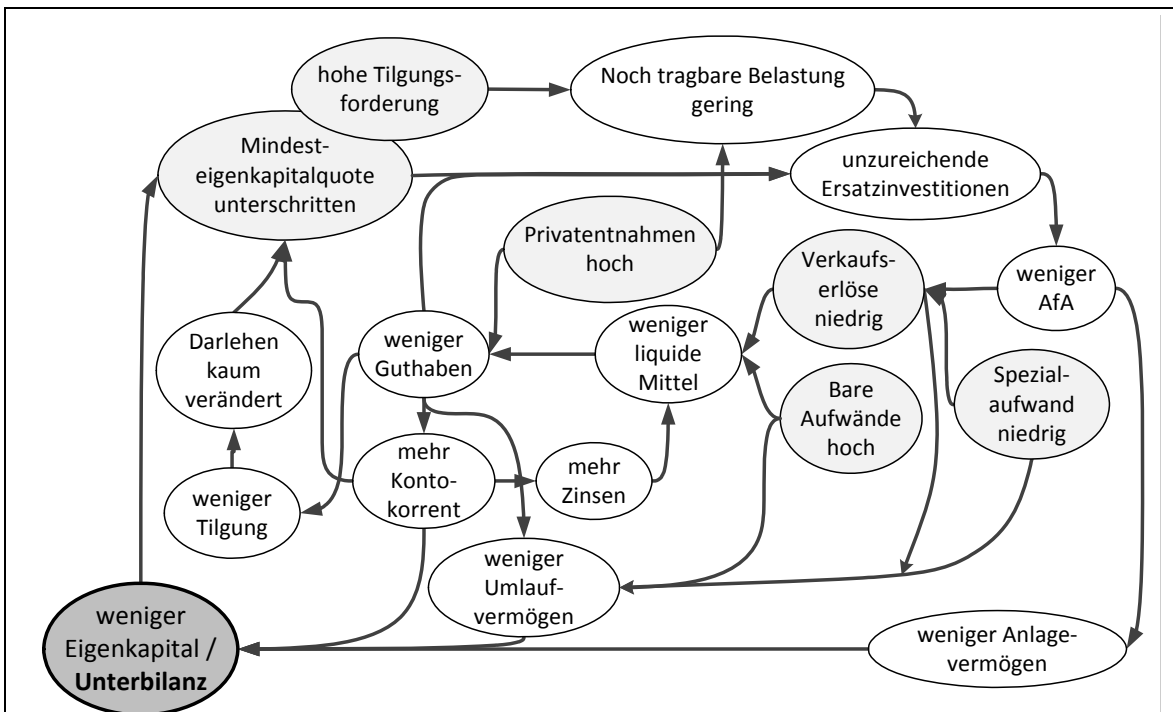 hohe Tilgungs-
forderung
Noch tragbare Belastung
gering
Mindest-
eigenkapitalquote
unterschritten
unzureichende
Ersatzinvestitionen
Privatentnahmen
hoch
Verkaufs-
erlöse
niedrig
weniger
AfA
Darlehen
kaum
verändert
weniger
Guthaben
weniger
liquide
Mittel
Bare
Aufwände
hoch
Spezial-
aufwand
niedrig
weniger
Tilgung
mehr
Konto-
korrent
mehr
Zinsen
weniger
Umlauf-
vermögen
weniger
Eigenkapital /
Unterbilanz
weniger Anlage-
vermögen